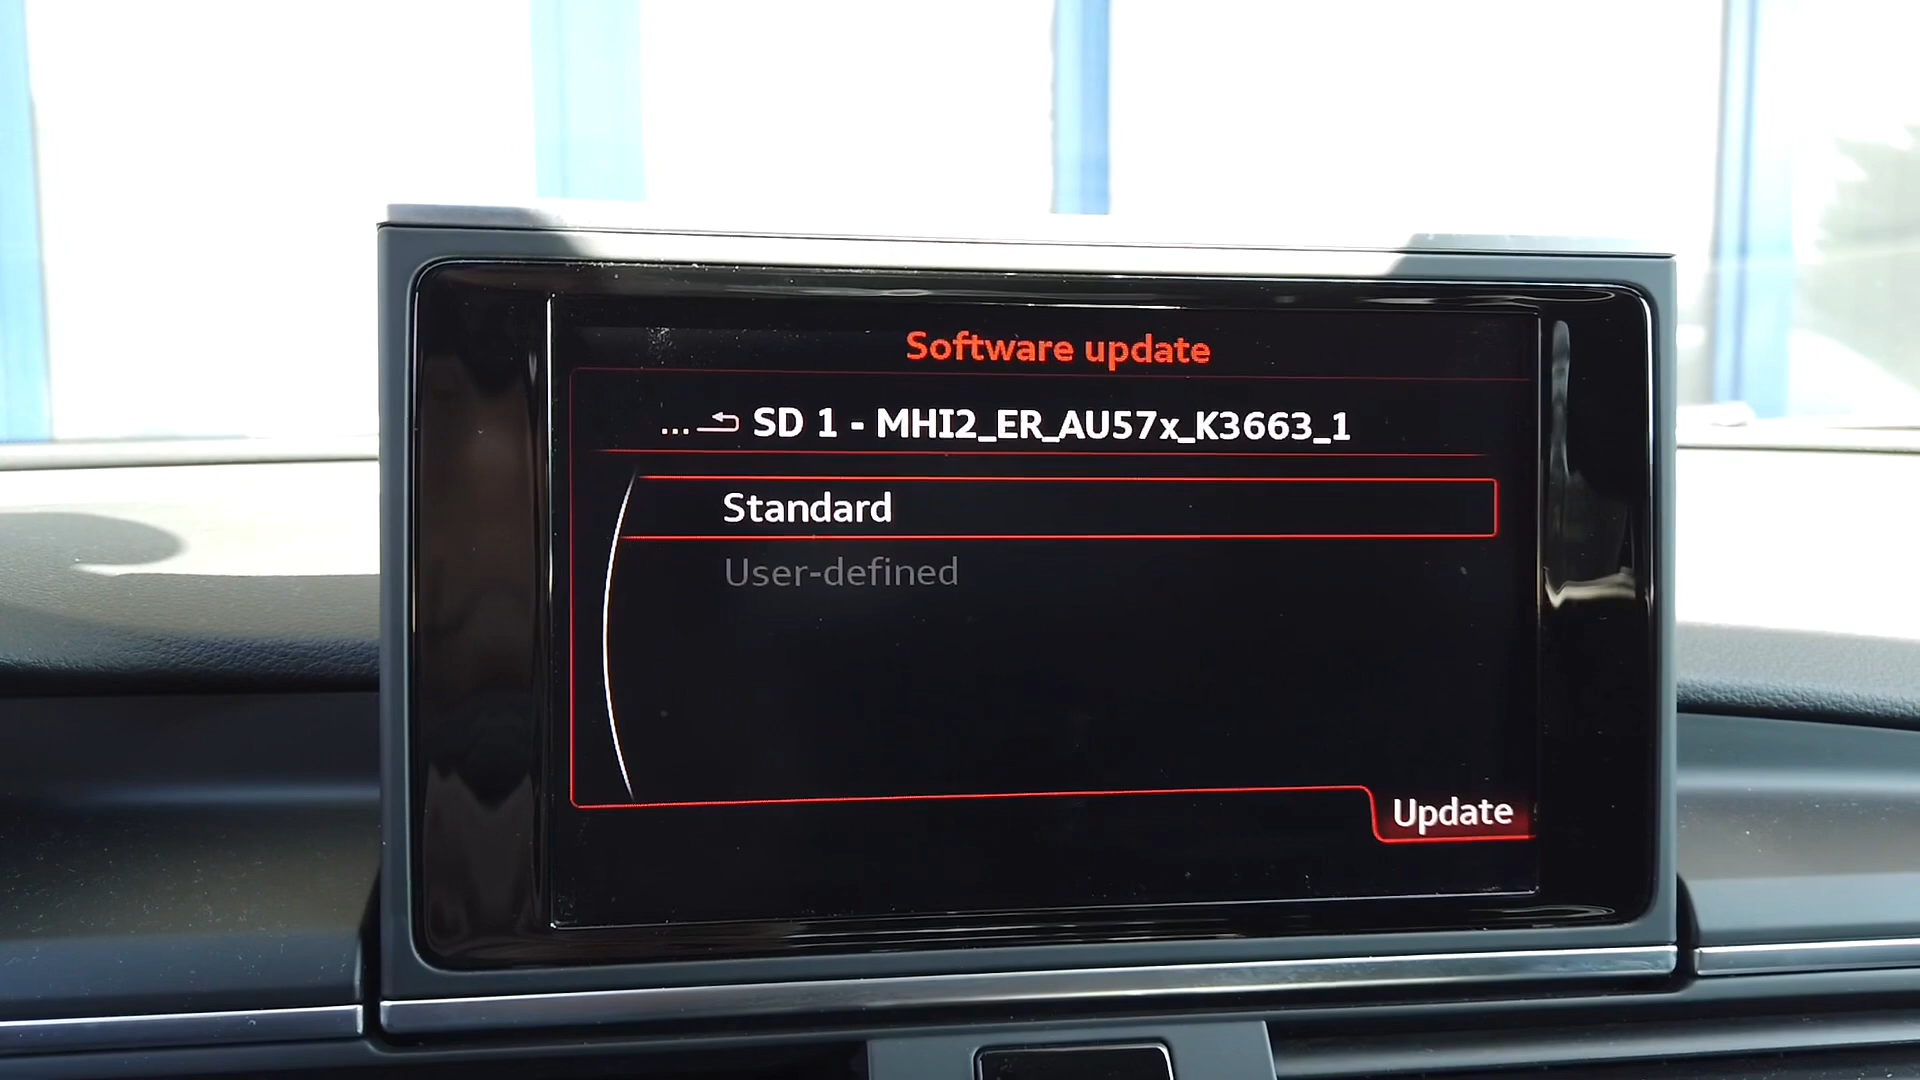 Software update
... SD 1 - MHI2_ER_AU57x_K3663_1
Standard
User-defined
Update